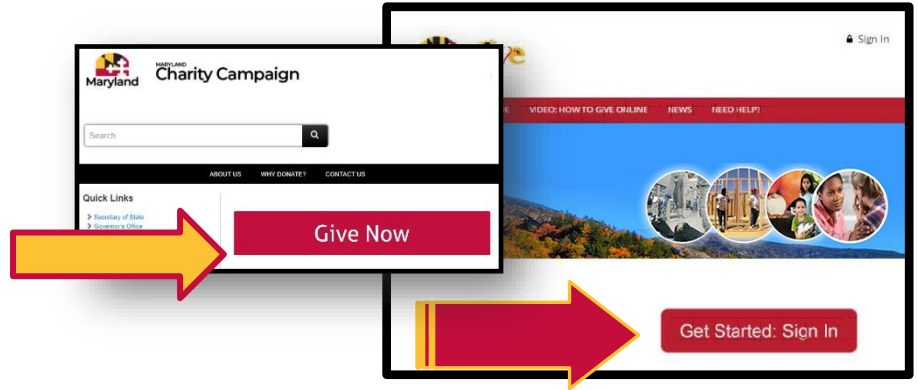 Maryland
MARYLAND
Charity Campaign
Search
ABOUT US WHY DONATE? CONTACT US
Quick Links
Secretary of State
Governor's Office
Give Now
Sign In
VIDEO: HOW TO GIVE ONLINE NEWS NEED HELP?
Get Started: Sign In